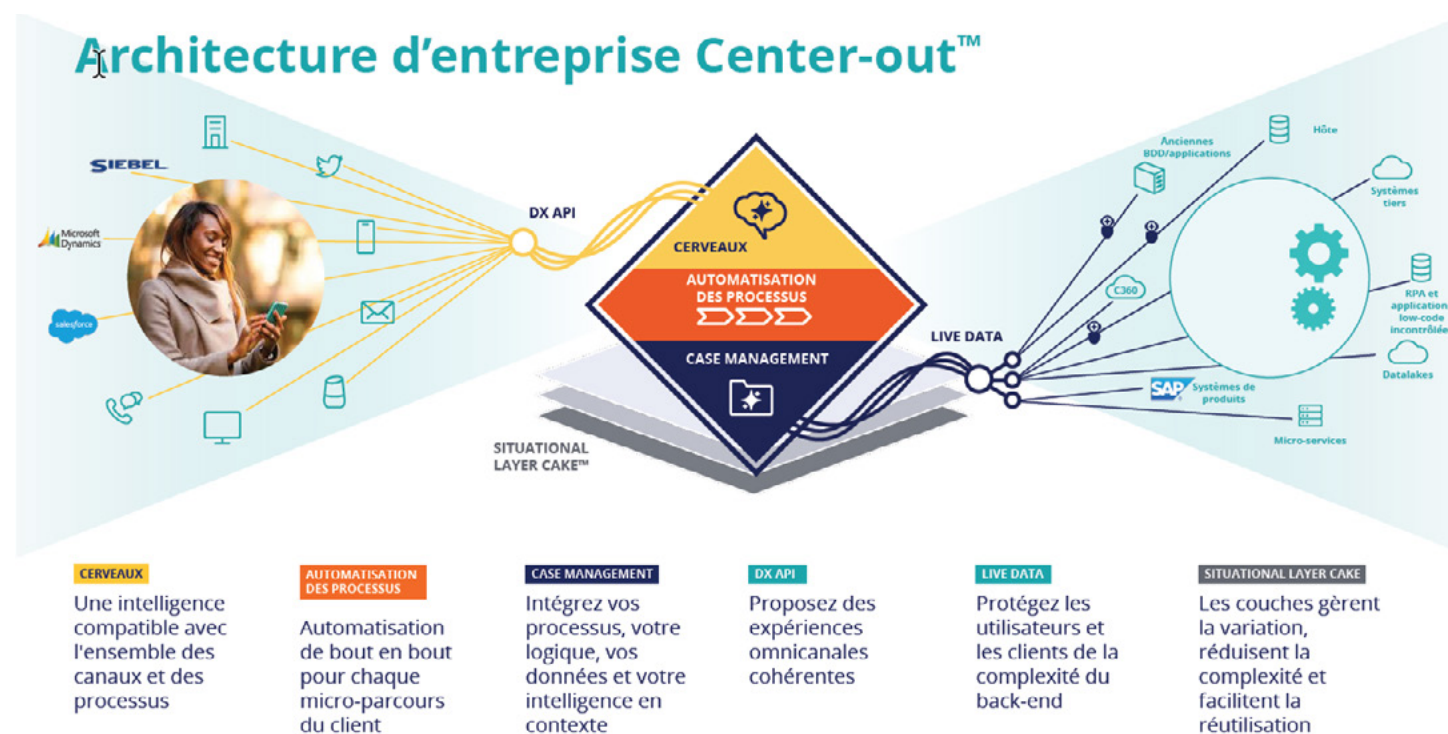 Architecture d'entreprise Center-out™
SIEBEL
Microsoft
Dynamics
salesforce
DX API
CERVEAUX
AUTOMATISATION
DES PROCESSUS
CASE MANAGEMENT
SITUATIONAL
LAYER CAKE™
LIVE DATA
Anciennes
BDD/applications
Hôte
Systèmes
tiers
C360
RPA et
application
low-code
incontrôlée
Datalakes
SAP
Systèmes de
produits
Micro-services
CERVEAUX
Une intelligence
compatible avec
l'ensemble des
canaux et des
processus
AUTOMATISATION
DES PROCESSUS
Automatisation
de bout en bout
pour chaque
micro-parcours
du client
CASE MANAGEMENT
Intégrez vos
processus, votre
logique, vos
données et votre
intelligence en
contexte
DX API
Proposez des
expériences
omnicanales
cohérentes
LIVE DATA
Protégez les
utilisateurs et
les clients de la
complexité du
back-end
SITUATIONAL LAYER CAKE
Les couches gèrent
la variation,
réduisent la
complexité et
facilitent la
réutilisation